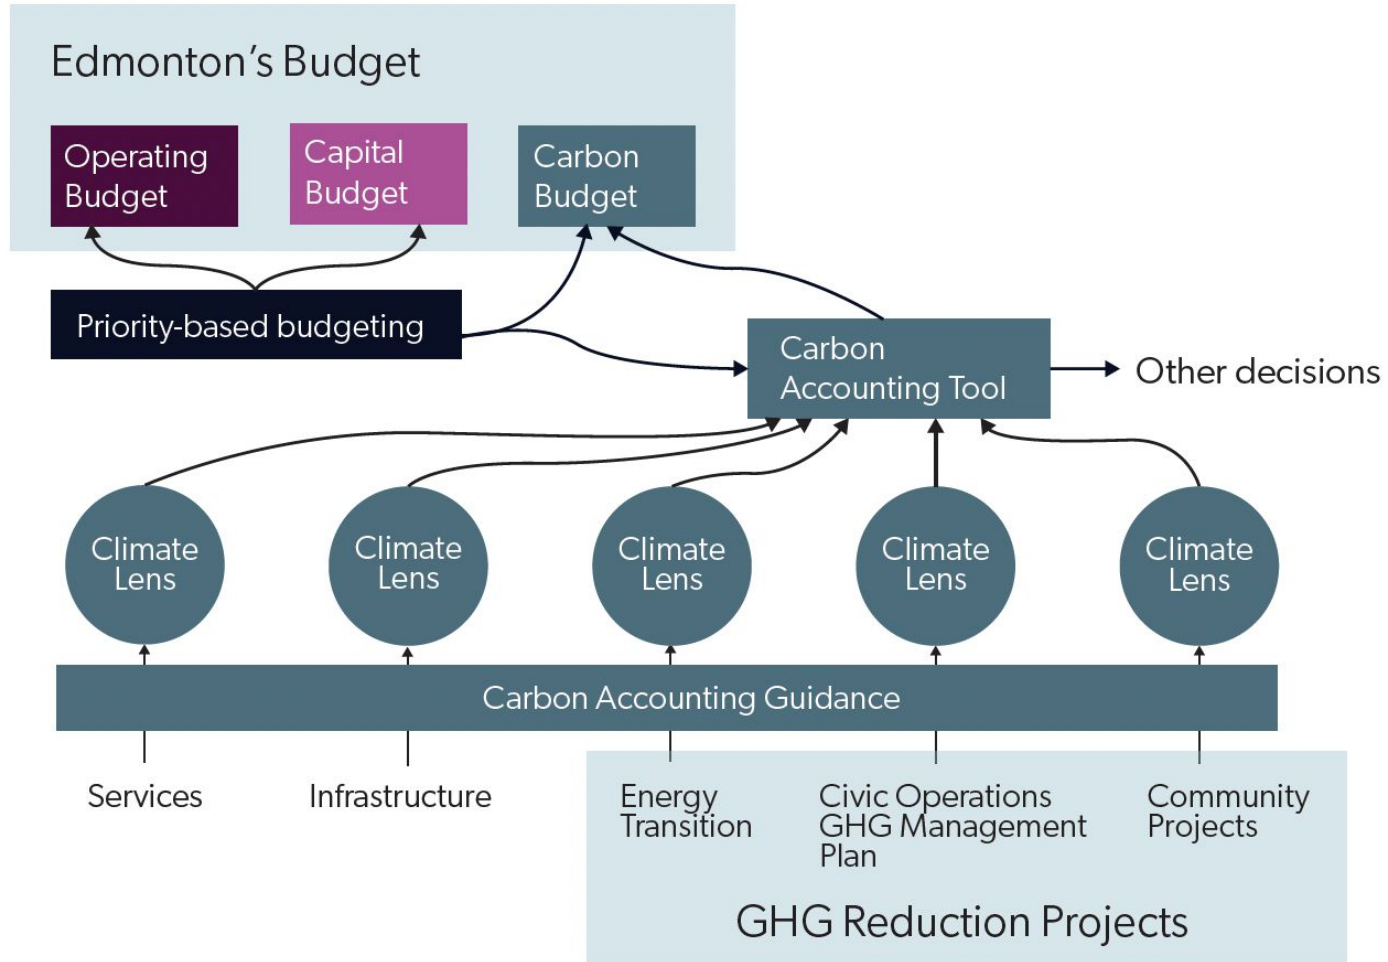 Edmonton’s Budget
Operating
Budget
Capital
Budget
Carbon
Budget
Priority-based budgeting
Carbon
Accounting Tool
Other decisions
Climate
Lens
Climate
Lens
Climate
Lens
Climate
Lens
Climate
Lens
Carbon Accounting Guidance
Services
Infrastructure
Energy
Transition
Civic Operations
GHG Management
Plan
Community
Projects
GHG Reduction Projects